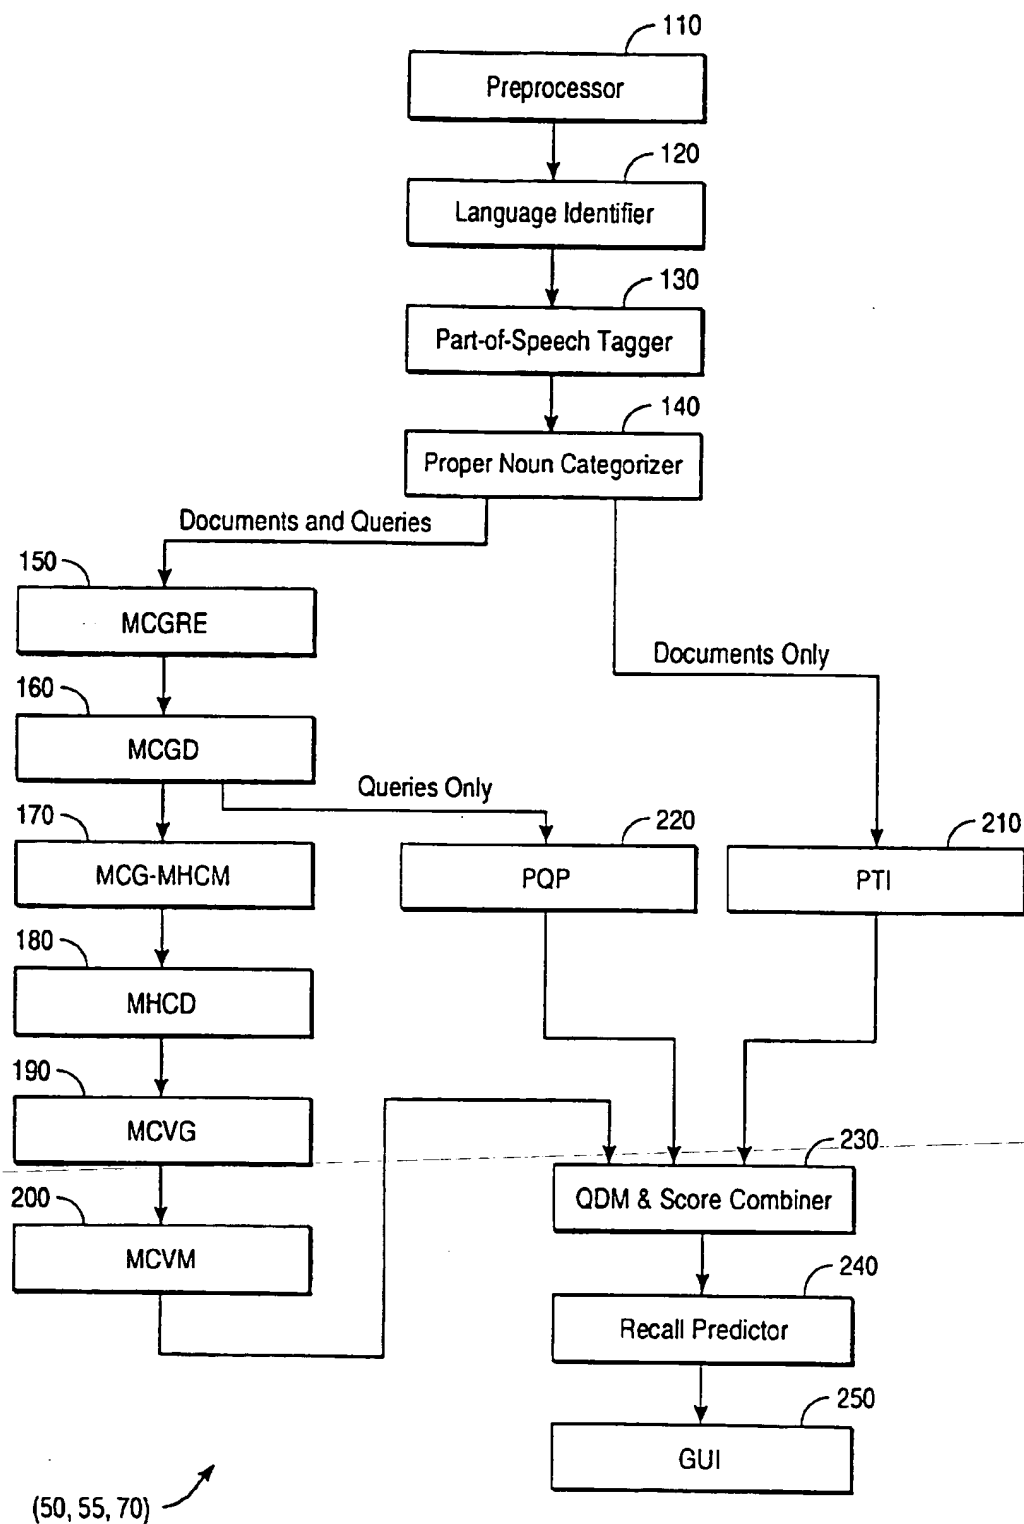 110
Preprocessor
120
Language Identifier
130
Part-of-Speech Tagger
140
Proper Noun Categorizer
Documents and Queries
150
MCGRE
Documents Only
160
MCGD
Queries Only
170
MCG-MHCM
220
PQP
210
PTI
180
MHCD
190
MCVG
230
QDM & Score Combiner
200
MCVM
240
Recall Predictor
250
GUI
(50, 55, 70)